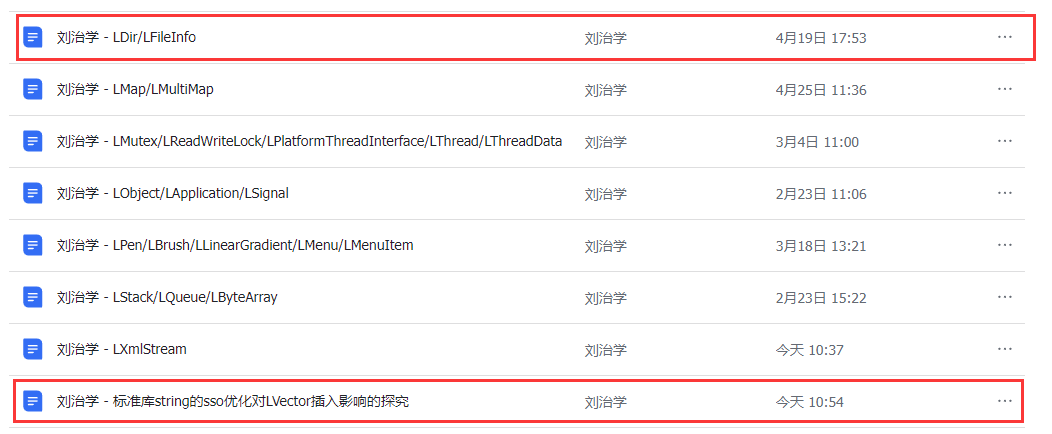 刘治学 - LDir/LFileInfo 刘治学 4月19日 17:53 ···
刘治学 - LMap/LMultiMap 刘治学 4月25日 11:36 ···
刘治学 - LMutex/LReadWriteLock/LPlatformThreadInterface/LThread/LThreadData 刘治学 3月4日 11:00 ···
刘治学 - LObject/LApplication/LSignal 刘治学 2月23日 11:06 ···
刘治学 - LPen/LBrush/LLinearGradient/LMenu/LMenuItem 刘治学 3月18日 13:21 ···
刘治学 - LStack/LQueue/LByteArray 刘治学 2月23日 15:22 ···
刘治学 - LXmlStream 刘治学 今天 10:37 ···
刘治学 - 标准库string的sso优化对LVector插入影响的探究 刘治学 今天 10:54 ···